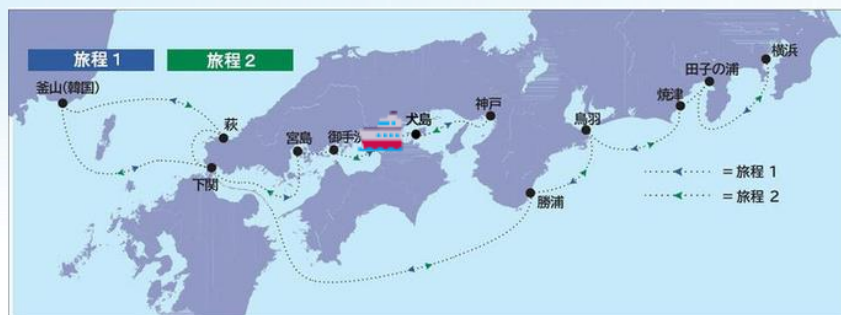 旅程1
旅程2
釜山(韓国)
萩
下関
宮島
犬島
神戸
鳥羽
勝浦
焼津
田子の浦
横浜
= 旅程 1
= 旅程 2